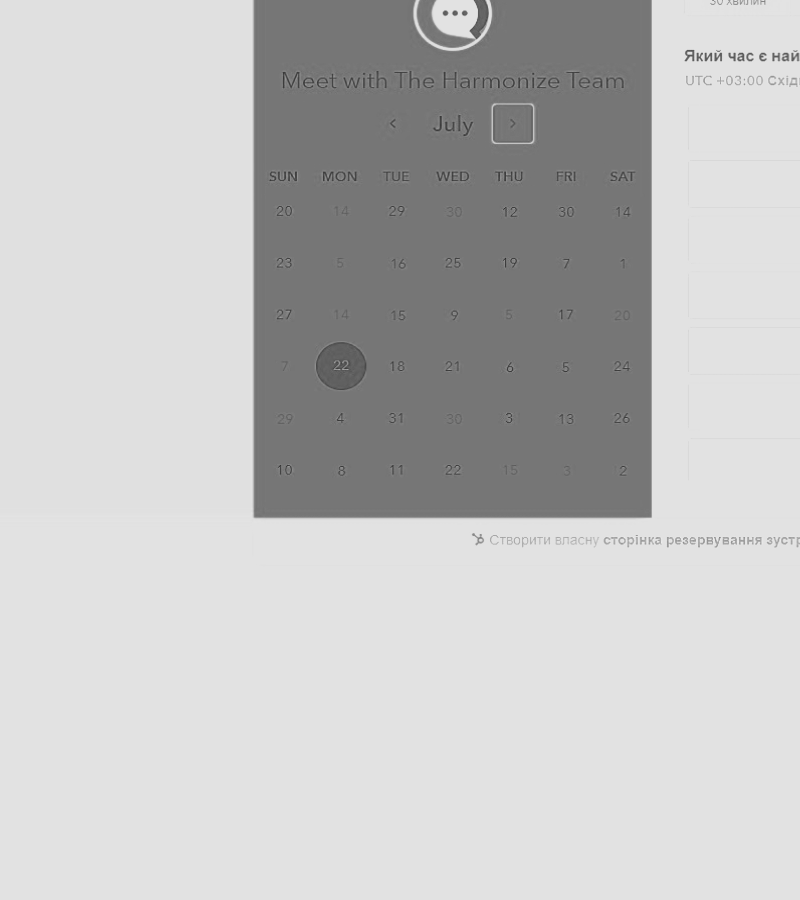 30 хвилин
Meet with The Harmonize Team
Який час є най
UTC +03:00 Східн
July
SUN MON TUE WED THU FRI SAT
20 14 29 30 12 30 14
23 5 16 25 19 7 1
27 14 15 9 5 17 20
7 22 18 21 6 5 24
29 4 31 30 3 13 26
10 8 11 22 15 3 2
Створити власну сторінка резервування зустр